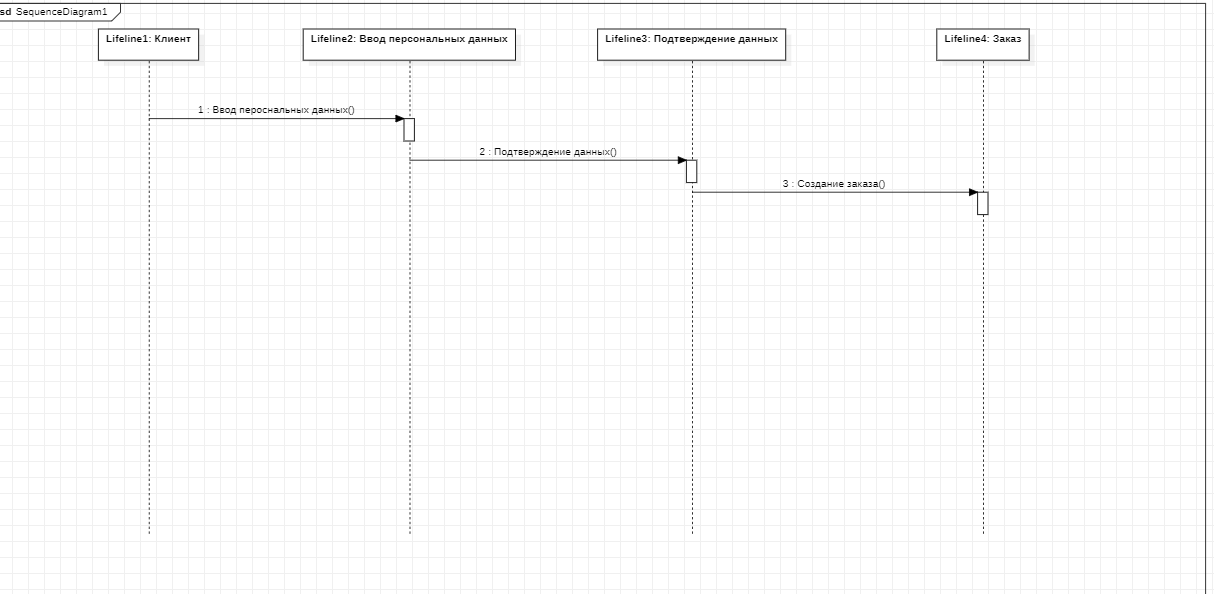 sd SequenceDiagram1
Lifeline1: Клиент
Lifeline2: Ввод персональных данных
Lifeline3: Подтверждение данных
Lifeline4: Заказ
1 : Ввод пероснальных данных()
2 : Подтверждение данных()
3 : Создание заказа()